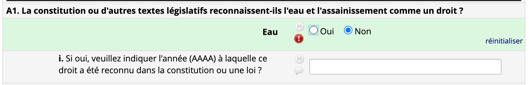 A1. La constitution ou d'autres textes législatifs reconnaissent-ils l'eau et l'assainissement comme un droit ?
Eau Oui Non
réinitialiser
i. Si oui, veuillez indiquer l'année (AAAA) à laquelle ce
droit a été reconnu dans la constitution ou une loi ?